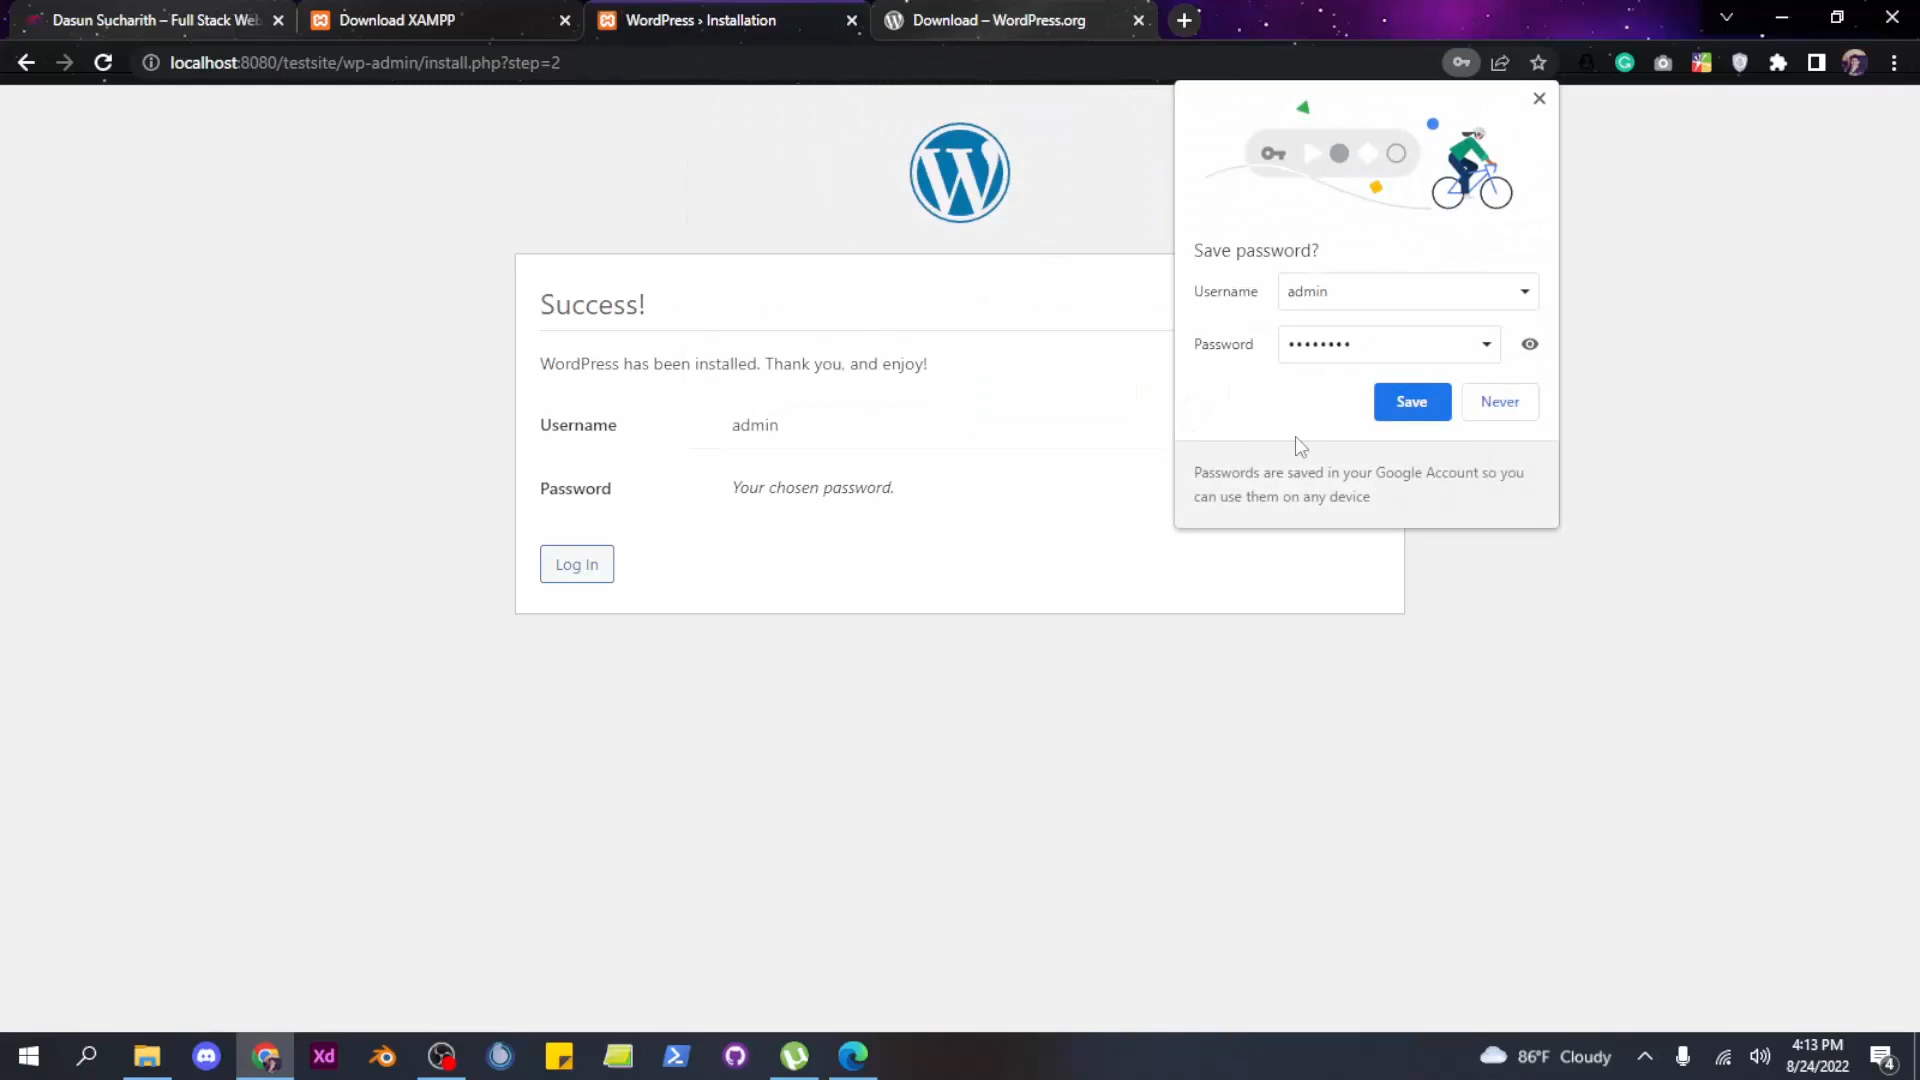 Dasun Sucharith – Full Stack Web
Download XAMPP
WordPress › Installation
Download – WordPress.org
localhost:8080/testsite/wp-admin/install.php?step=2
Save password?
Username
admin
Password
••••••••
Save
Never
Passwords are saved in your Google Account so you
can use them on any device
Success!
WordPress has been installed. Thank you, and enjoy!
Username
admin
Password
Your chosen password.
Log In
Xd
86°F Cloudy
4:13 PM
8/24/2022
4